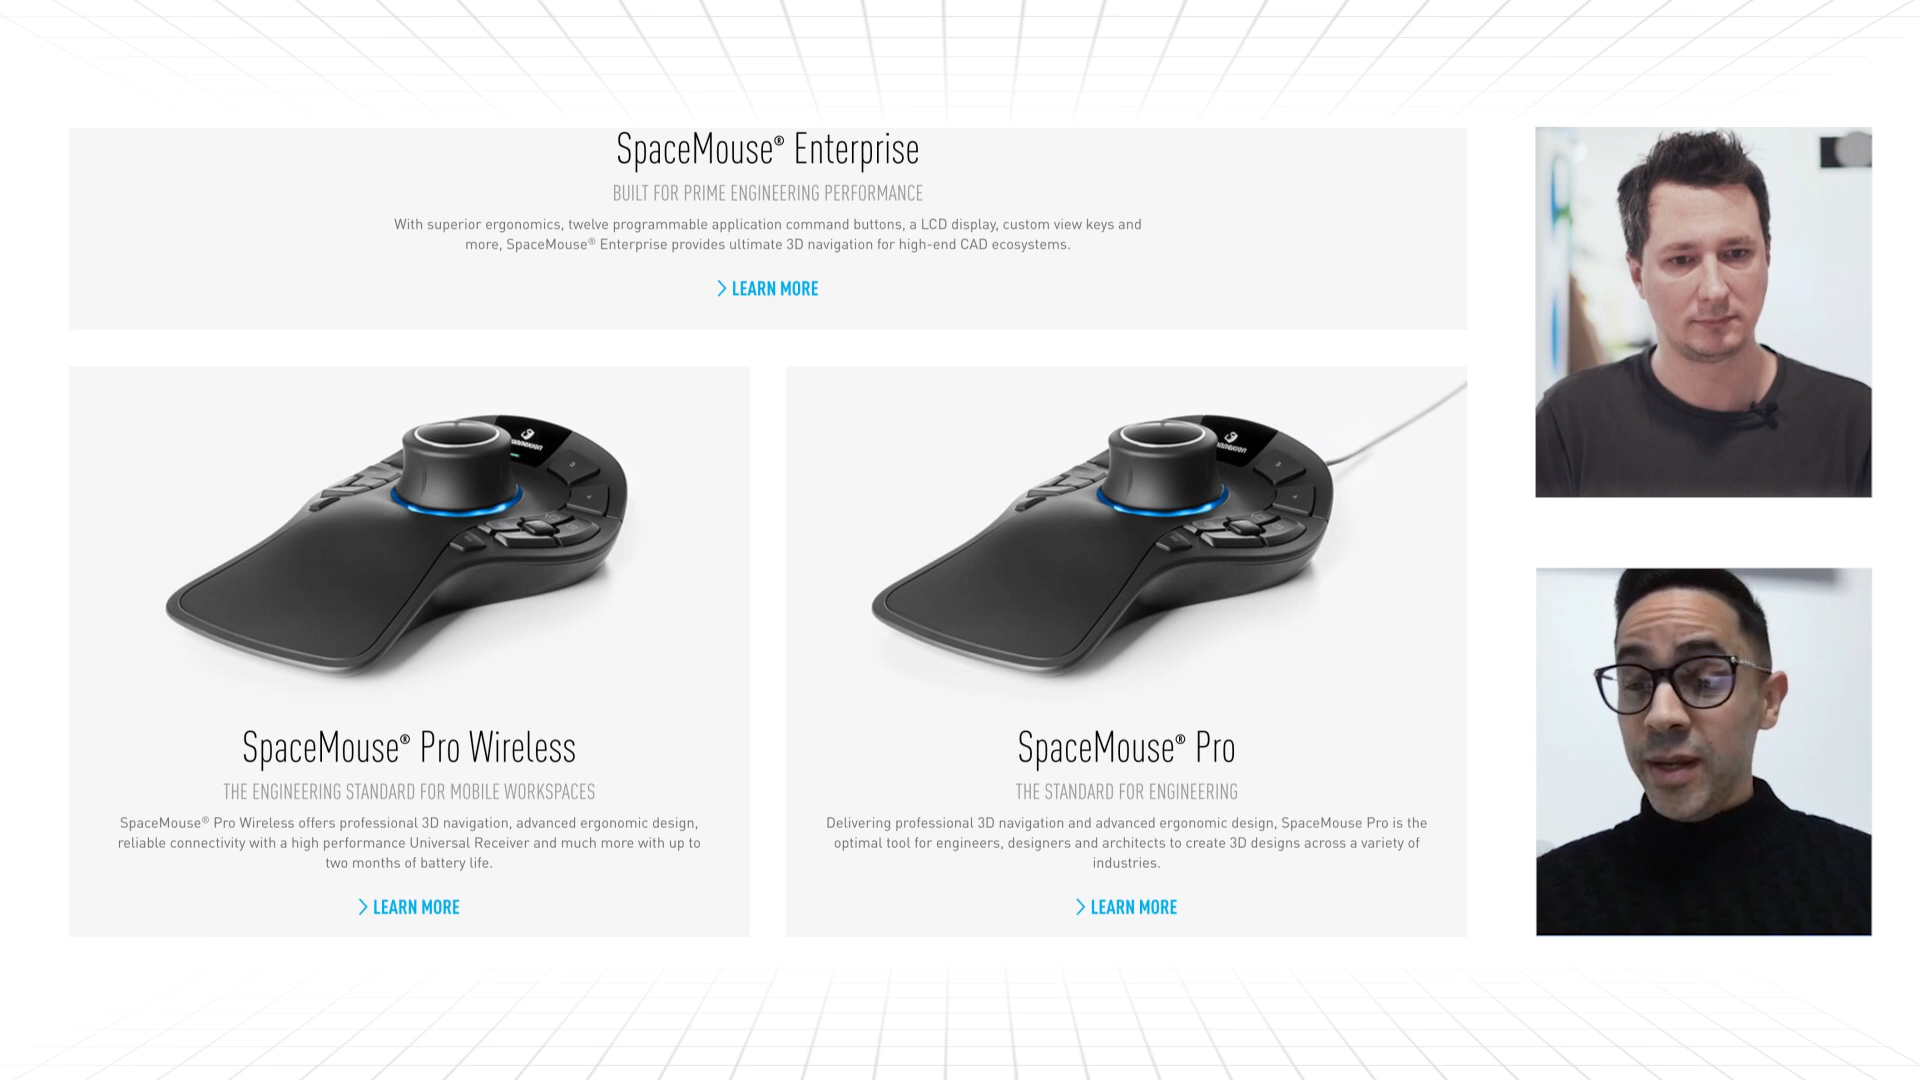 SpaceMouse® Enterprise
BUILT FOR PRIME ENGINEERING PERFORMANCE
With superior ergonomics, twelve programmable application command buttons, a LCD display, custom view keys and
more, SpaceMouse® Enterprise provides ultimate 3D navigation for high-end CAD ecosystems.
LEARN MORE
SpaceMouse® Pro Wireless
THE ENGINEERING STANDARD FOR MOBILE WORKSPACES
SpaceMouse® Pro Wireless offers professional 3D navigation, advanced ergonomic design,
reliable connectivity with a high performance Universal Receiver and much more with up to
two months of battery life.
LEARN MORE
SpaceMouse® Pro
THE STANDARD FOR ENGINEERING
Delivering professional 3D navigation and advanced ergonomic design, SpaceMouse Pro is the
optimal tool for engineers, designers and architects to create 3D designs across a variety of
industries.
LEARN MORE